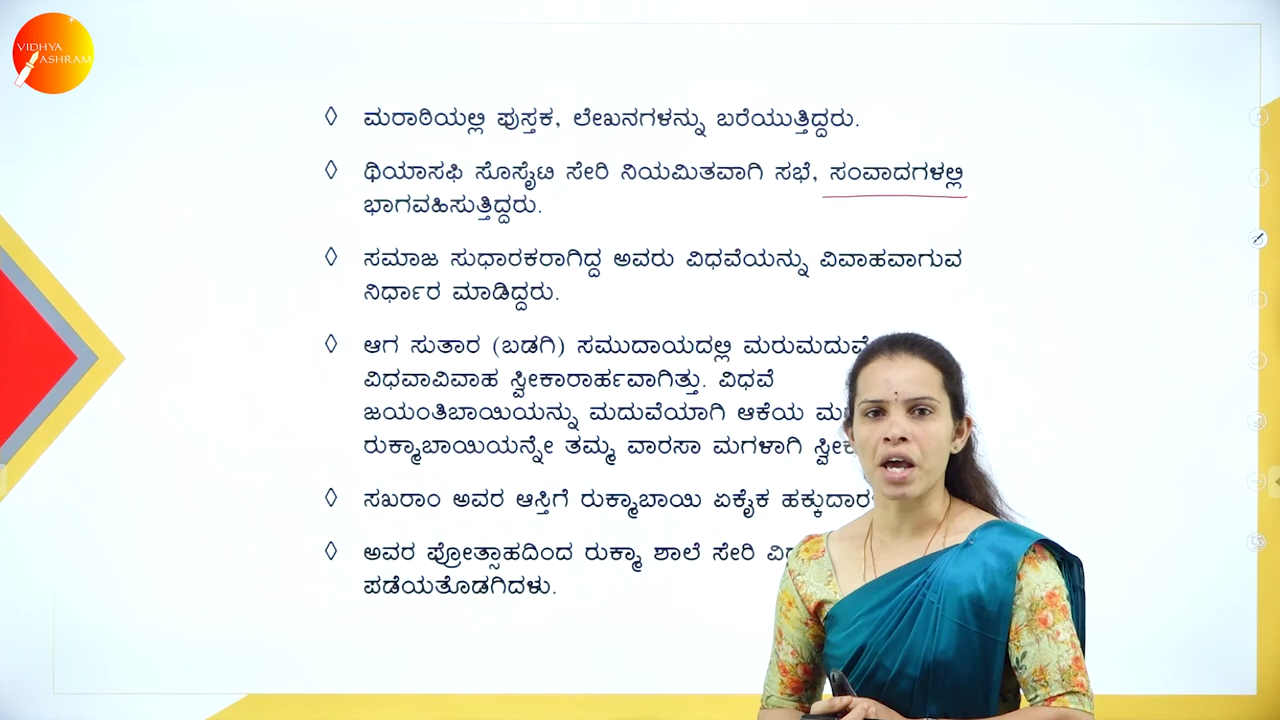 VIDHYA
ASHRAM
◊ ಮರಾಠಿಯಲ್ಲಿ ಪುಸ್ತಕ, ಲೇಖನಗಳನ್ನು ಬರೆಯುತ್ತಿದ್ದರು.
◊ ಥಿಯಾಸಫಿ ಸೊಸೈಟಿ ಸೇರಿ ನಿಯಮಿತವಾಗಿ ಸಭೆ, ಸಂವಾದಗಳಲ್ಲಿ
ಭಾಗವಹಿಸುತ್ತಿದ್ದರು.
◊ ಸಮಾಜ ಸುಧಾರಕರಾಗಿದ್ದ ಅವರು ವಿಧವೆಯನ್ನು ವಿವಾಹವಾಗುವ
ನಿರ್ಧಾರ ಮಾಡಿದ್ದರು.
◊ ಆಗ ಸುತಾರ (ಬಡಗಿ) ಸಮುದಾಯದಲ್ಲಿ ಮರುಮದುವೆ
ವಿಧವಾವಿವಾಹ ಸ್ವೀಕಾರಾರ್ಹವಾಗಿತ್ತು. ವಿಧವೆ
ಜಯಂತಿಬಾಯಿಯನ್ನು ಮದುವೆಯಾಗಿ ಆಕೆಯ
ರುಕ್ಮಾಬಾಯಿಯನ್ನೇ ತಮ್ಮ ವಾರಸಾ ಮಗಳಾಗಿ
◊ ಸಖರಾಂ ಅವರ ಆಸ್ತಿಗೆ ರುಕ್ಮಾಬಾಯಿ ಏಕೈಕ
◊ ಅವರ ಪ್ರೋತ್ಸಾಹದಿಂದ ರುಕ್ಮಾ ಶಾಲೆ ಸೇರಿ
ಪಡೆಯತೊಡಗಿದಳು.